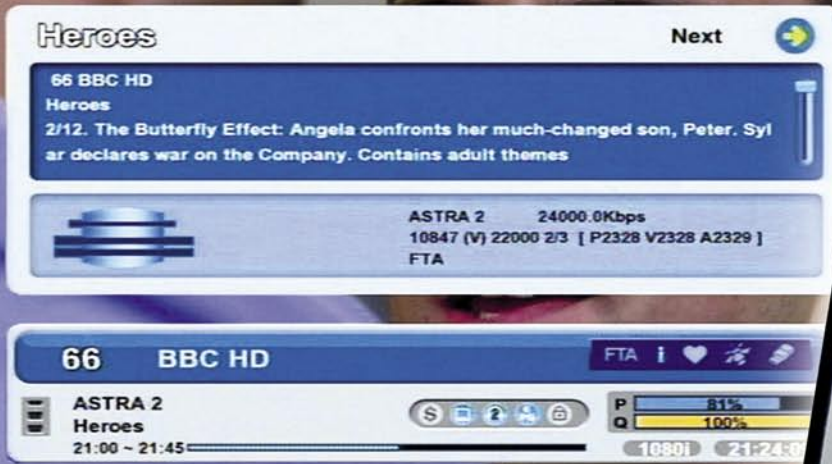 Heroes
Next
66 BBC HD
Heroes
2/12. The Butterfly Effect: Angela confronts her much-changed son, Peter. Syl
ar declares war on the Company. Contains adult themes
ASTRA 2 24000.0Kbps
10847 (V) 22000 2/3 [ P2328 V2328 A2329 ]
FTA
66 BBC HD
FTA i
ASTRA 2
Heroes
S 2
P 81%
Q 100%
21:00 ~ 21:45
1080i 21:24:0